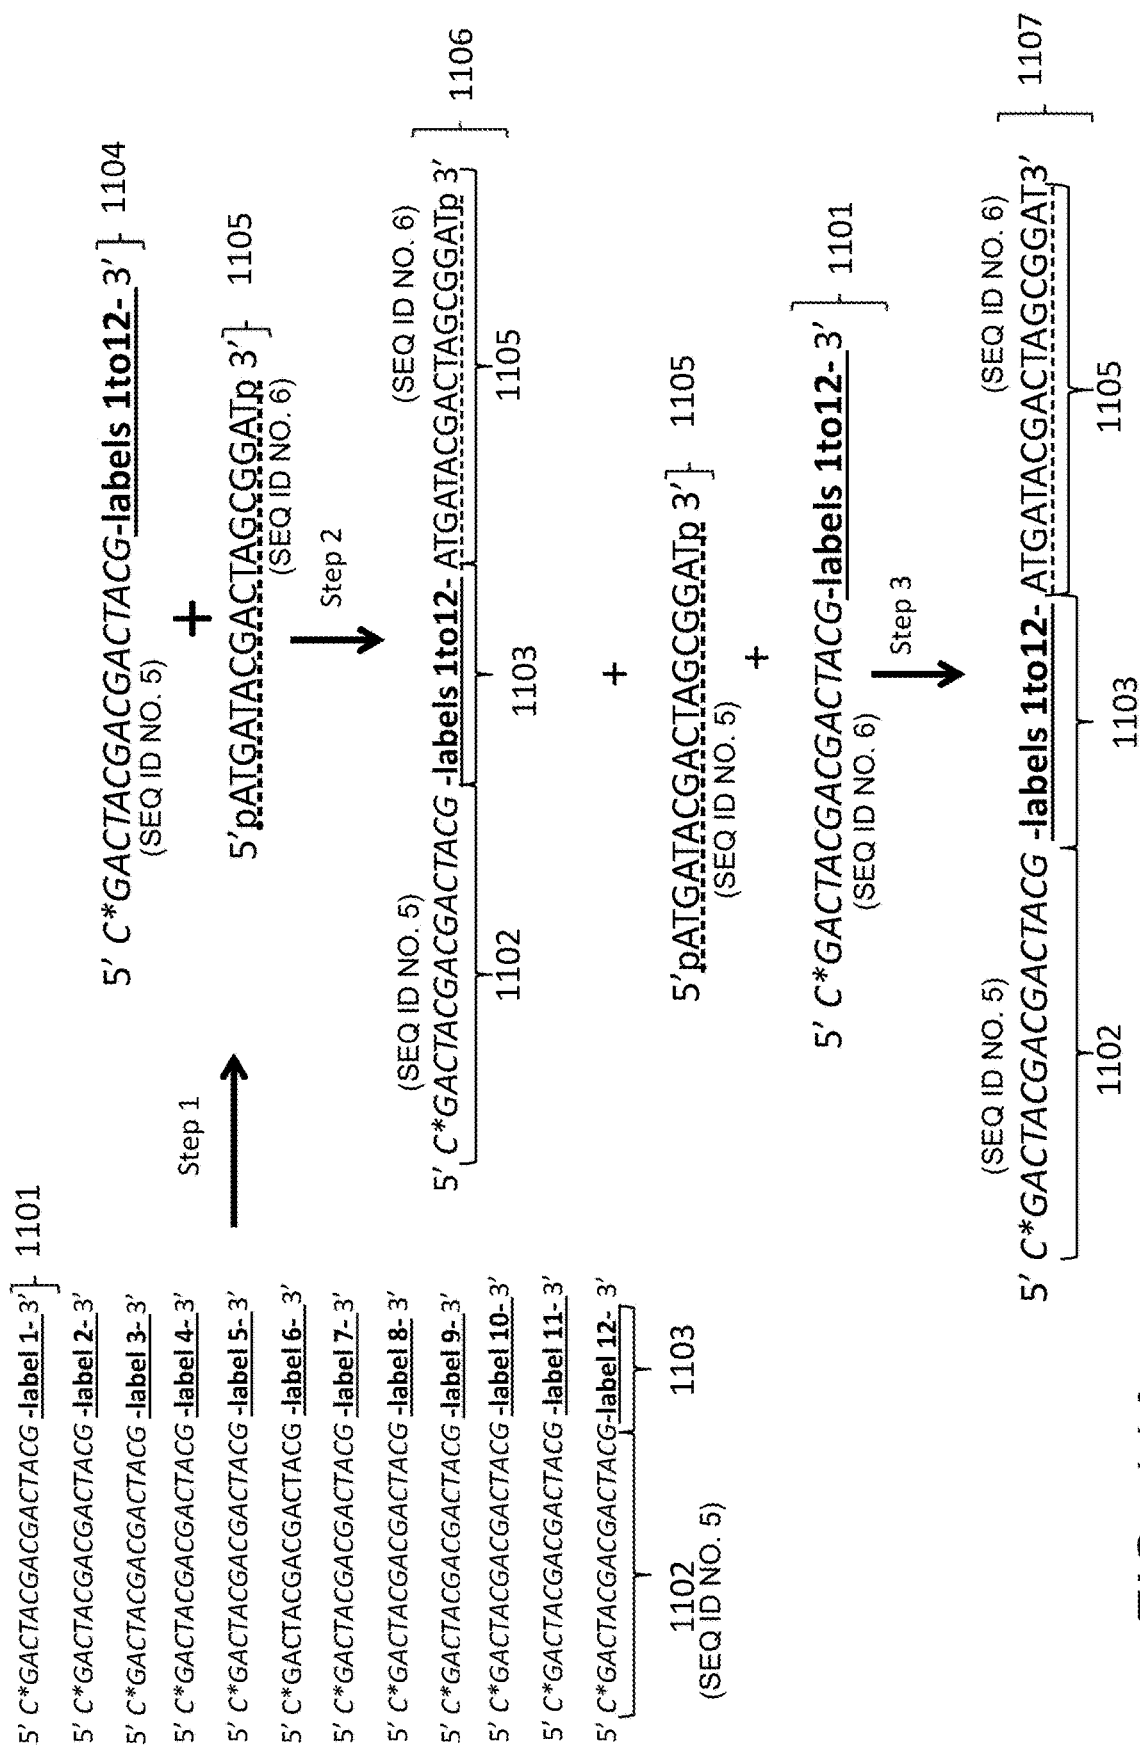 5′ C*GACTACGACGACTACG -label 1- 3′
1101
5′ C*GACTACGACGACTACG -label 2- 3′
5′ C*GACTACGACGACTACG -label 3- 3′
5′ C*GACTACGACGACTACG -label 4- 3′
5′ C*GACTACGACGACTACG -label 5- 3′
5′ C*GACTACGACGACTACG -label 6- 3′
5′ C*GACTACGACGACTACG -label 7- 3′
5′ C*GACTACGACGACTACG -label 8- 3′
5′ C*GACTACGACGACTACG -label 9- 3′
5′ C*GACTACGACGACTACG -label 10- 3′
5′ C*GACTACGACGACTACG -label 11- 3′
5′ C*GACTACGACGACTACG-label 12- 3′
1102
1103
(SEQ ID NO. 5)
Step 1
5′ C*GACTACGACGACTACG-labels 1to12- 3′
1104
(SEQ ID NO. 5)
+
5′pATGATACGACTAGCGGATp 3′
1105
(SEQ ID NO. 6)
Step 2
(SEQ ID NO. 5)
(SEQ ID NO. 6)
5′ C*GACTACGACGACTACG -labels 1to12- ATGATACGACTAGCGGATp 3′
1106
1102
1103
1105
+
5′pATGATACGACTAGCGGATp 3′
1105
(SEQ ID NO. 5)
+
5′ C*GACTACGACGACTACG-labels 1to12- 3′
1101
(SEQ ID NO. 6)
Step 3
(SEQ ID NO. 5)
(SEQ ID NO. 6)
5′ C*GACTACGACGACTACG -labels 1to12- ATGATACGACTAGCGGAT3′
1107
1102
1103
1105